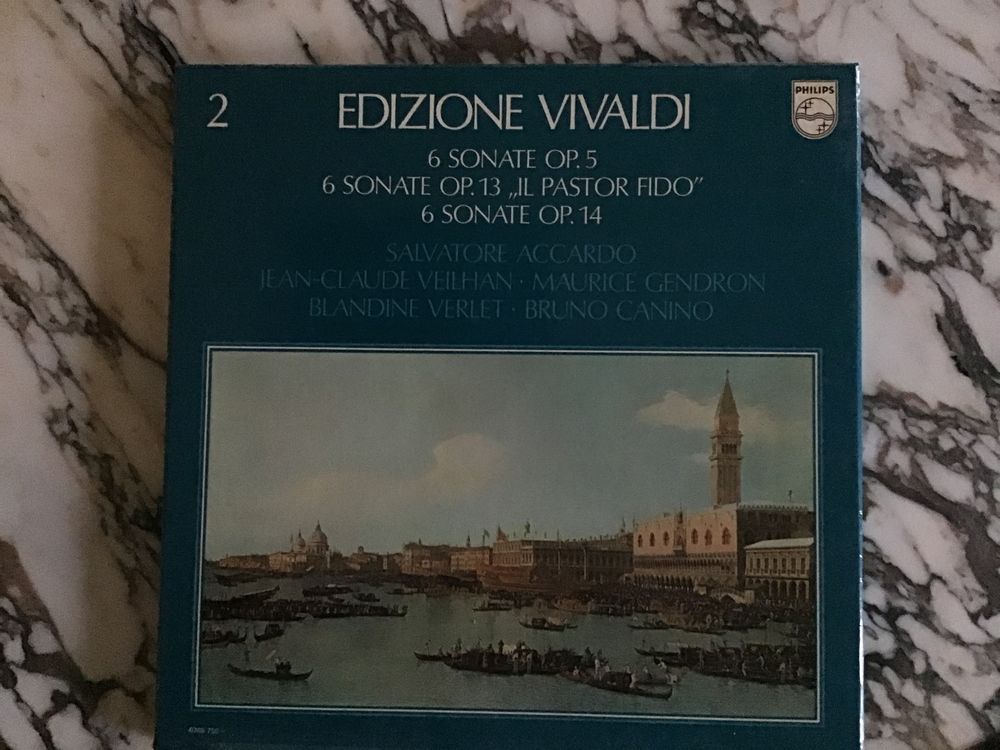 2
EDIZIONE VIVALDI
PHILIPS
6 SONATE OP. 5
6 SONATE OP. 13 „IL PASTOR FIDO”
6 SONATE OP. 14
SALVATORE ACCARDO
JEAN-CLAUDE VEILHAN · MAURICE GENDRON
BLANDINE VERLET · BRUNO CANINO